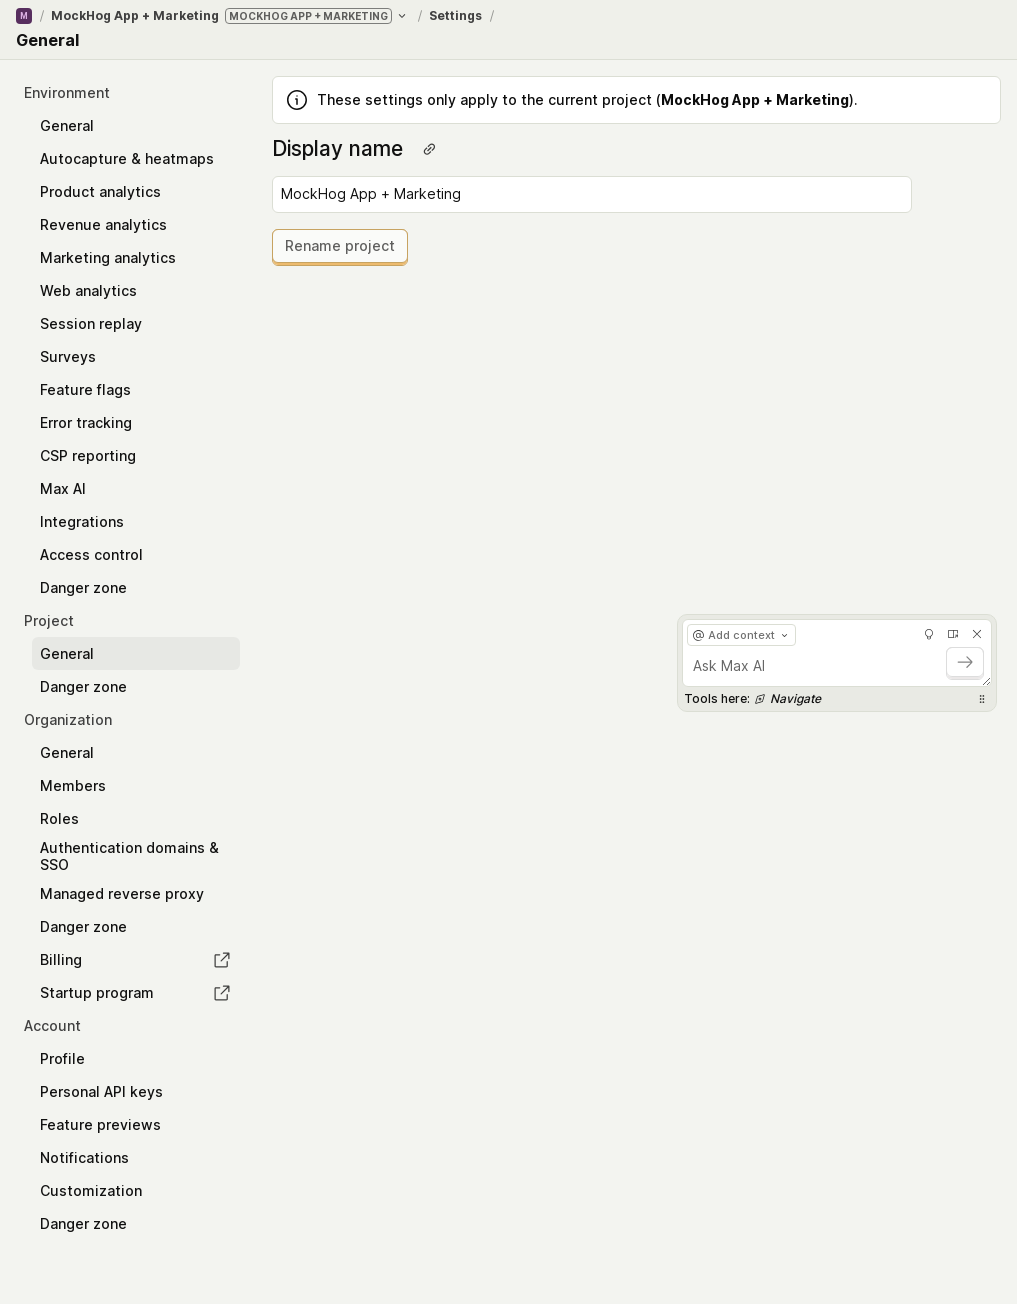 M / MockHog App + Marketing MOCKHOG APP + MARKETING / Settings /
General
Environment
General
Autocapture & heatmaps
Product analytics
Revenue analytics
Marketing analytics
Web analytics
Session replay
Surveys
Feature flags
Error tracking
CSP reporting
Max AI
Integrations
Access control
Danger zone
Project
General
Danger zone
Organization
General
Members
Roles
Authentication domains &
SSO
Managed reverse proxy
Danger zone
Billing
Startup program
Account
Profile
Personal API keys
Feature previews
Notifications
Customization
Danger zone
These settings only apply to the current project (MockHog App + Marketing).
Display name
MockHog App + Marketing
Rename project
@ Add context
Ask Max AI
Tools here: Navigate